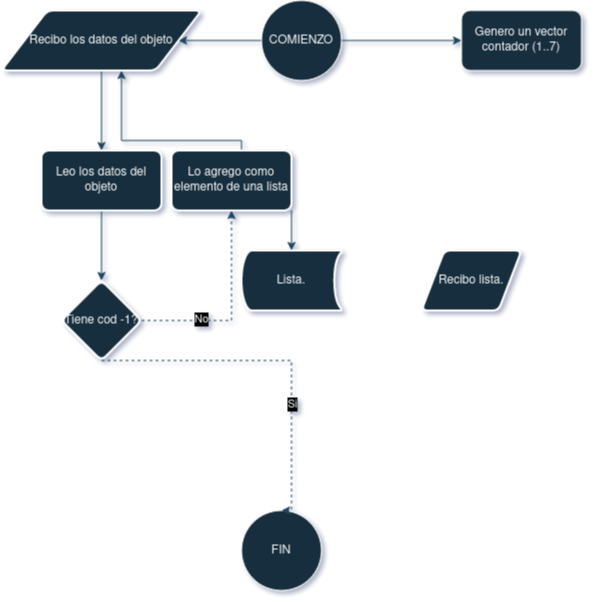 Recibo los datos del objeto
COMIENZO
Genero un vector
contador (1..7)
Leo los datos del
objeto
Lo agrego como
elemento de una lista
Lista.
Recibo lista.
Tiene cod -1?
No
Si
FIN